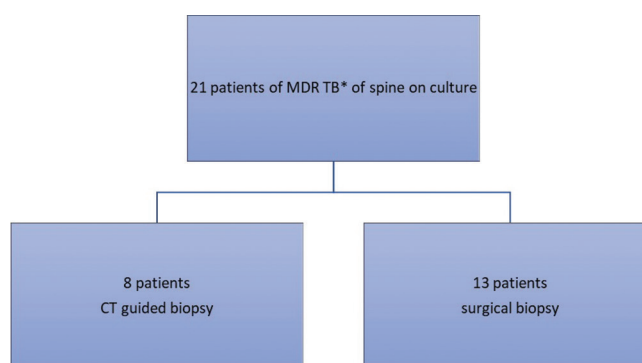 21 patients of MDR TB* of spine on culture
8 patients
CT guided biopsy
13 patients
surgical biopsy